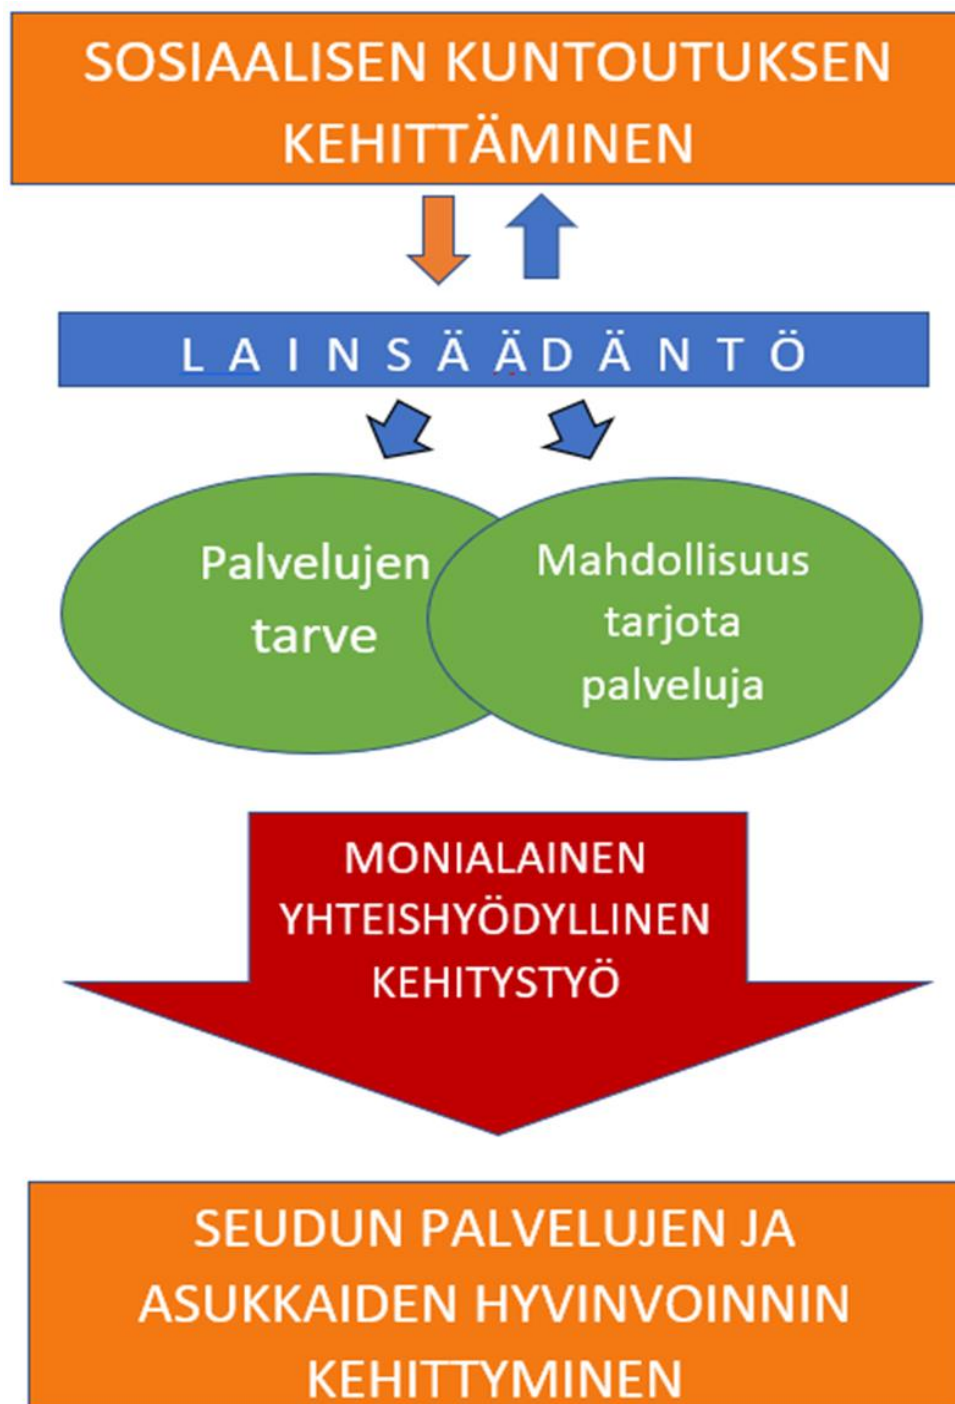 SOSIAALISEN KUNTOUTUKSEN
KEHITTÄMINEN
L A I N S Ä Ä D Ä N T Ö
Palvelujen
tarve
Mahdollisuus
tarjota
palveluja
MONIALAINEN
YHTEISHYÖDYLLINEN
KEHITYSTYÖ
SEUDUN PALVELUJEN JA
ASUKKAIDEN HYVINVOINNIN
KEHITTYMINEN